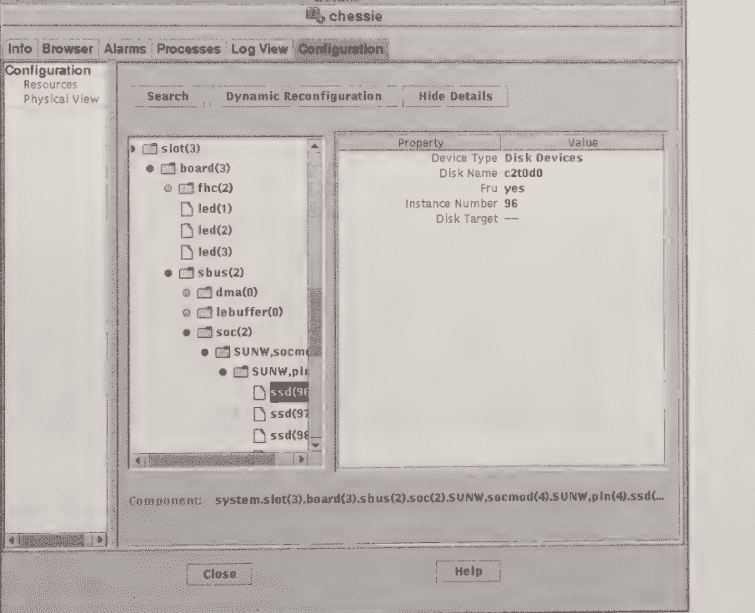 chessie
Info Browser Alarms Processes Log View Configuration
Configuration
Resources
Physical View
Search Dynamic Reconfiguration Hide Details
slot(3)
board(3)
fhc(2)
led(1)
led(2)
led(3)
sbus(2)
dma(0)
lebuffer(0)
soc(2)
SUNW,socm
SUNW,pln
ssd(96
ssd(97
ssd(98
Property Value
Device Type Disk Devices
Disk Name c2t0d0
Fru yes
Instance Number 96
Disk Target —
Component: system.slot(3).board(3).sbus(2).soc(2).SUNW,socmod(4).SUNW,pln(4).ssd(...
Close Help